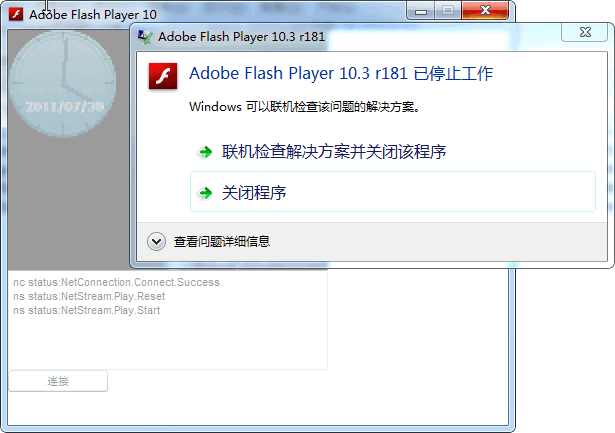 Adobe Flash Player 10
Adobe Flash Player 10.3 r181
2011/07/30
Adobe Flash Player 10.3 r181 已停止工作
Windows 可以联机检查该问题的解决方案。
联机检查解决方案并关闭该程序
关闭程序
查看问题详细信息
nc status:NetConnection.Connect.Success
ns status:NetStream.Play.Reset
ns status:NetStream.Play.Start
连接